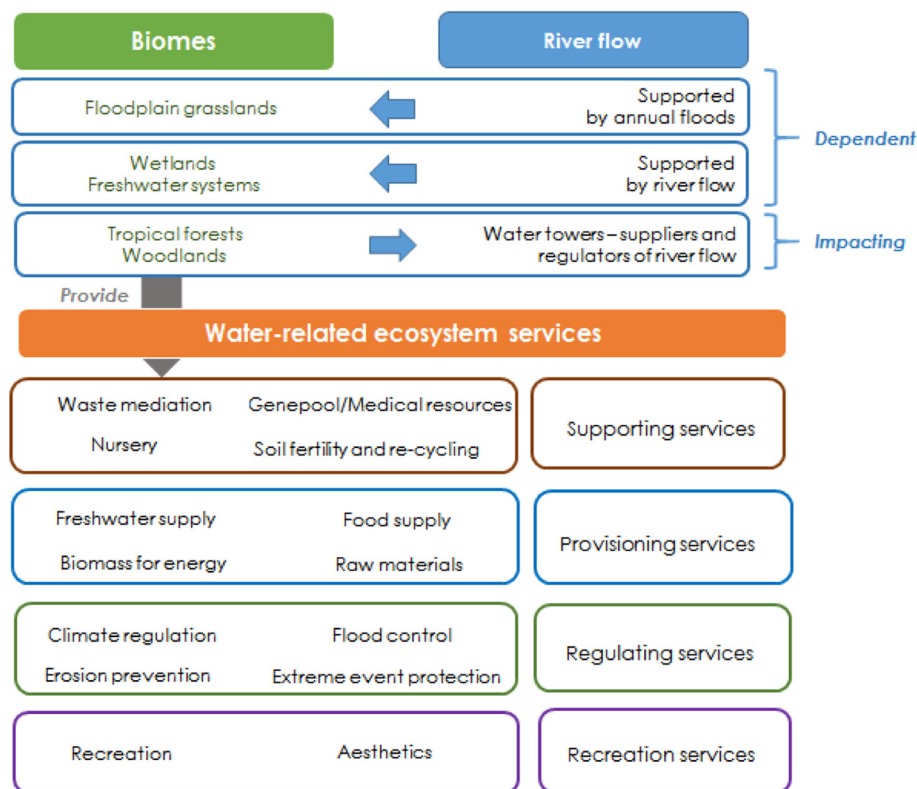 Biomes
River flow
Floodplain grasslands
Supported
by annual floods
Dependent
Wetlands
Freshwater systems
Supported
by river flow
Tropical forests
Woodlands
Water towers – suppliers and
regulators of river flow
Impacting
Provide
Water-related ecosystem services
Waste mediation
Genepool/Medical resources
Nursery
Soil fertility and re-cycling
Supporting services
Freshwater supply
Food supply
Biomass for energy
Raw materials
Provisioning services
Climate regulation
Flood control
Erosion prevention
Extreme event protection
Regulating services
Recreation
Aesthetics
Recreation services